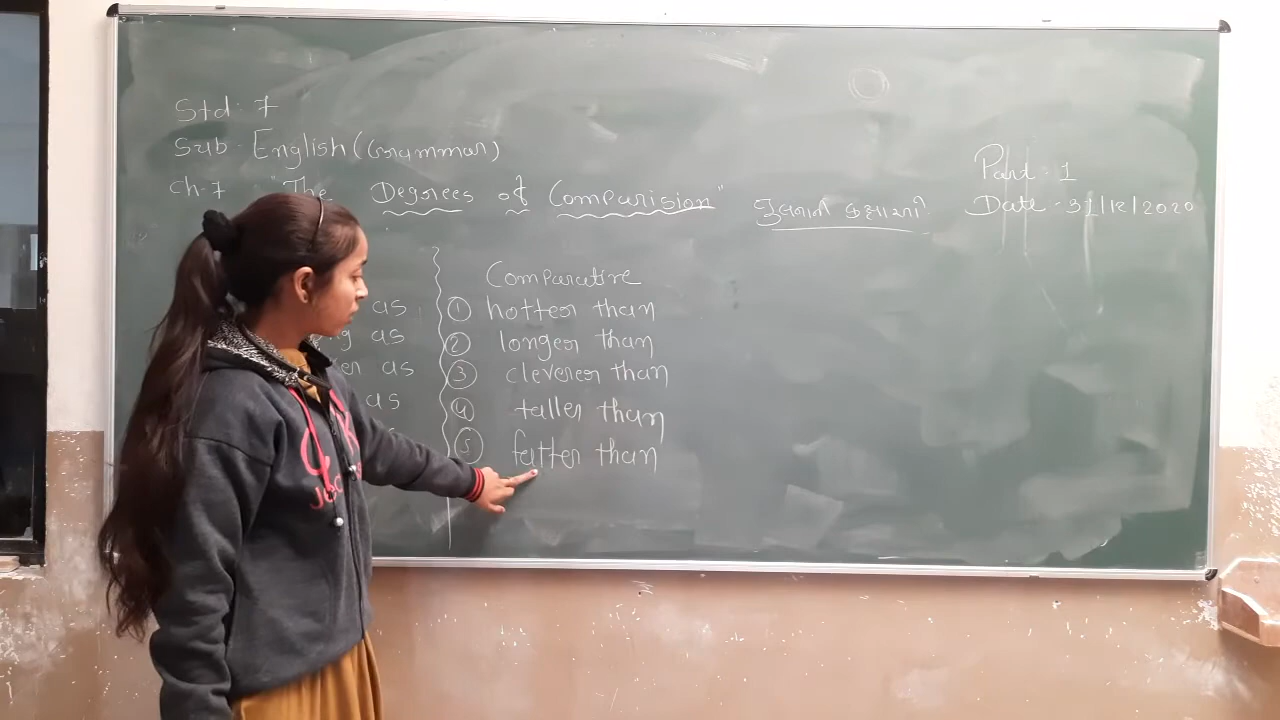 Std: 7
Sub - English (Grammar)
Part - 1
Ch-7 "The Degrees of Comparision"
Date - 31/12/2020
Comparative
as
① hotter than
as
② longer than
as
③ cleverer than
as
④ taller than
⑤ fatter than